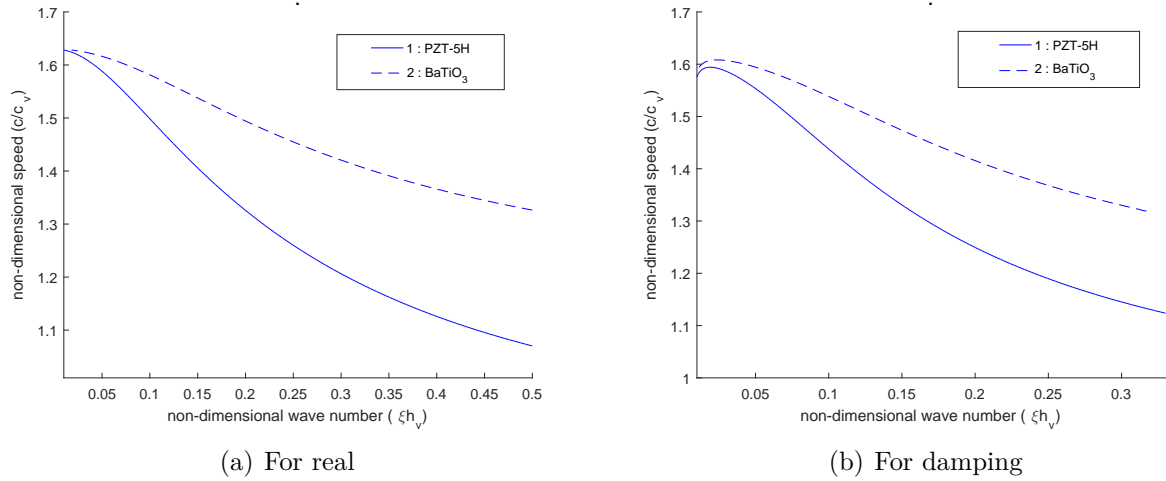 1.7
1.6
1.5
1.4
1.3
1.2
1.1
0.05 0.1 0.15 0.2 0.25 0.3 0.35 0.4 0.45 0.5
non-dimensional speed (c/c_v)
non-dimensional wave number ( ξh_v)
1 : PZT-5H
2 : BaTiO_3
(a) For real
1.7
1.6
1.5
1.4
1.3
1.2
1.1
1
0.05 0.1 0.15 0.2 0.25 0.3
non-dimensional speed (c/c_v)
non-dimensional wave number ( ξh_v)
1 : PZT-5H
2 : BaTiO_3
(b) For damping